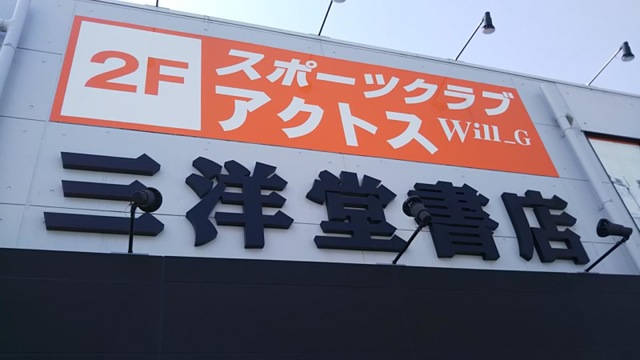 2F
スポーツクラブ
アクトス Will_G
三洋堂書店